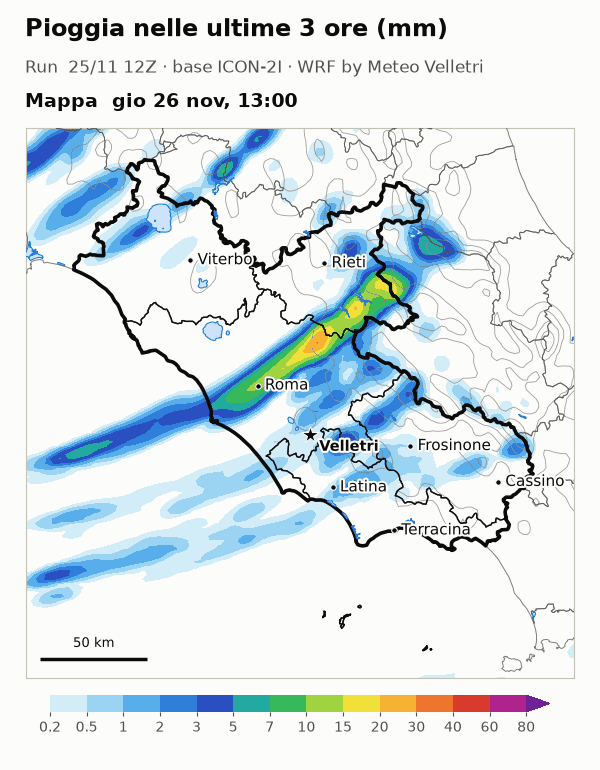 Pioggia nelle ultime 3 ore (mm)
Run  25/11 12Z · base ICON-2I · WRF by Meteo Velletri
Mappa  gio 26 nov, 13:00
Viterbo
Rieti
Roma
Velletri
Frosinone
Latina
Cassino
Terracina
50 km
0.2 0.5 1 2 3 5 7 10 15 20 30 40 60 80